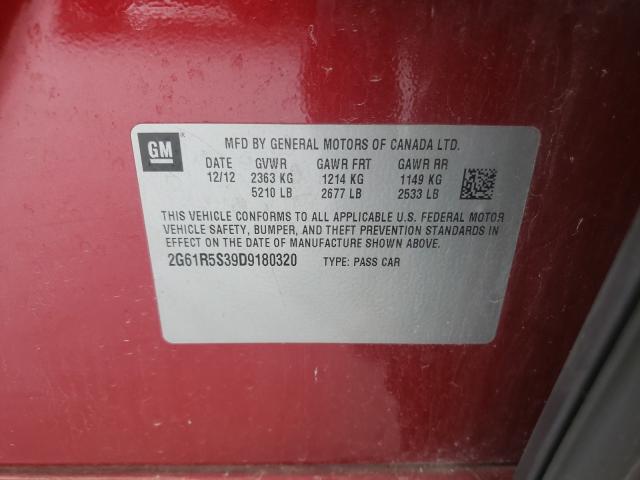 GM
MFD BY GENERAL MOTORS OF CANADA LTD.
DATE GVWR GAWR FRT GAWR RR
12/12 2363 KG 1214 KG 1149 KG
5210 LB 2677 LB 2533 LB
THIS VEHICLE CONFORMS TO ALL APPLICABLE U.S. FEDERAL MOTOR
VEHICLE SAFETY, BUMPER, AND THEFT PREVENTION STANDARDS IN
EFFECT ON THE DATE OF MANUFACTURE SHOWN ABOVE.
2G61R5S39D9180320 TYPE: PASS CAR